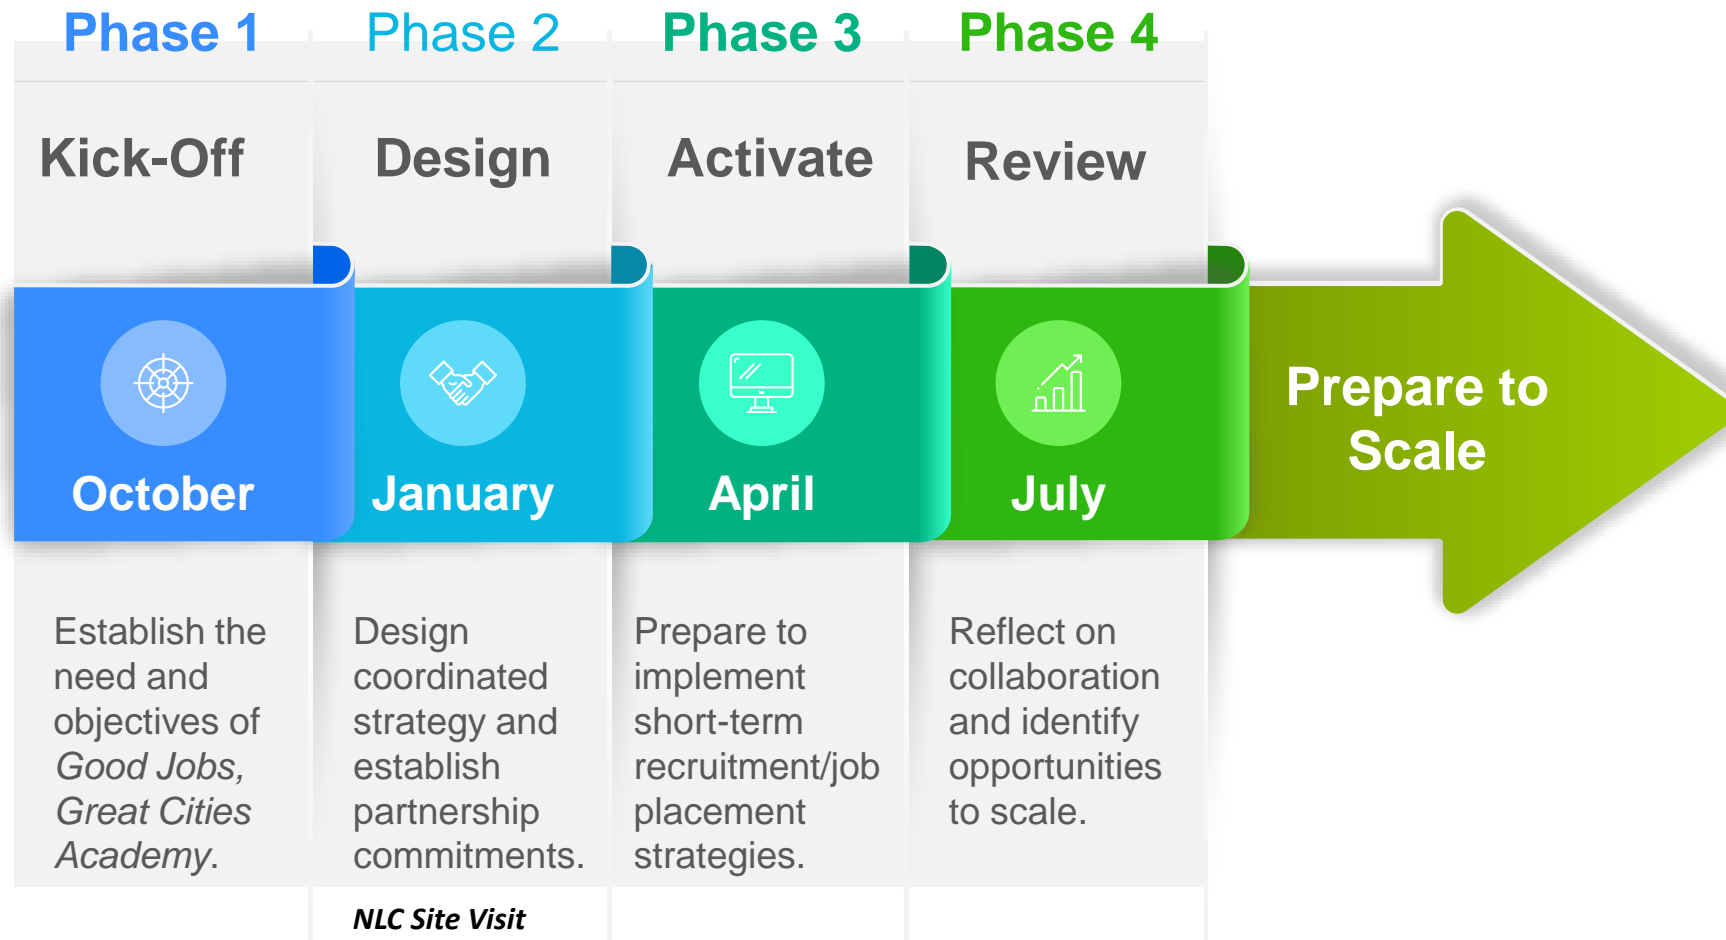 Phase 1
Phase 2
Phase 3
Phase 4
Kick-Off
Design
Activate
Review
October
January
April
July
Prepare to
Scale
Establish the
need and
objectives of
Good Jobs,
Great Cities
Academy.
Design
coordinated
strategy and
establish
partnership
commitments.
Prepare to
implement
short-term
recruitment/job
placement
strategies.
Reflect on
collaboration
and identify
opportunities
to scale.
NLC Site Visit